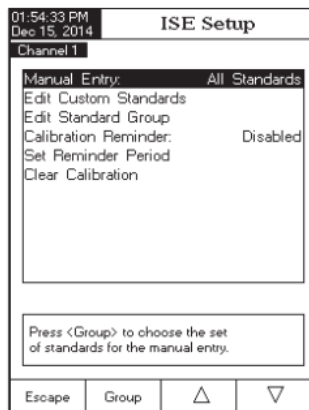 01:54:33 PM
Dec 15, 2014
ISE Setup
Channel 1
Manual Entry: All Standards
Edit Custom Standards
Edit Standard Group
Calibration Reminder: Disabled
Set Reminder Period
Clear Calibration
Press <Group> to choose the set
of standards for the manual entry.
Escape Group △ ▽